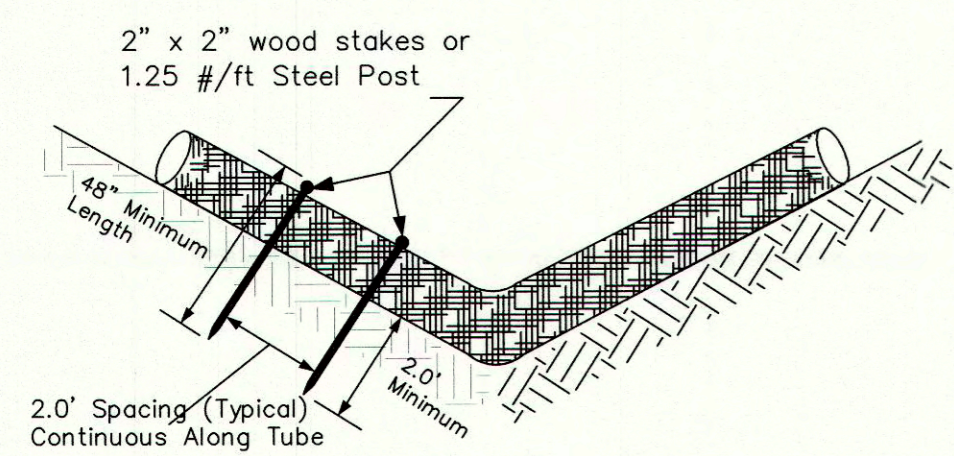 2” x 2” wood stakes or
1.25 #/ft Steel Post
48” Minimum
Length
2.0’
Minimum
2.0’ Spacing (Typical)
Continuous Along Tube